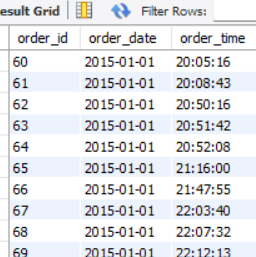 esult Grid Filter Rows:
order_id order_date order_time
60 2015-01-01 20:05:16
61 2015-01-01 20:08:43
62 2015-01-01 20:50:16
63 2015-01-01 20:51:42
64 2015-01-01 20:52:08
65 2015-01-01 21:16:00
66 2015-01-01 21:47:55
67 2015-01-01 22:03:40
68 2015-01-01 22:07:32
69 2015-01-01 22:12:13